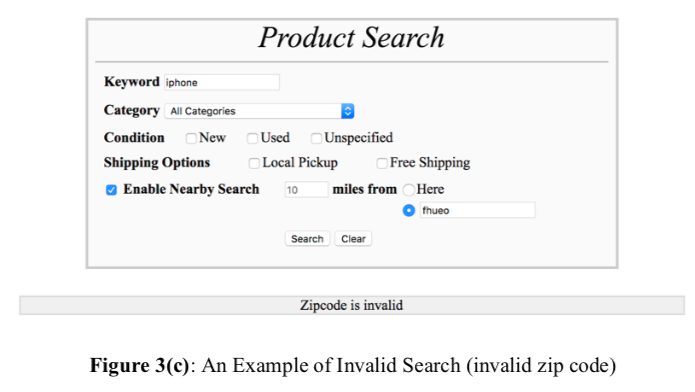 Product Search
Keyword iphone
Category All Categories
Condition New Used Unspecified
Shipping Options Local Pickup Free Shipping
Enable Nearby Search 10 miles from Here
fhueo
Search Clear
Zipcode is invalid
Figure 3(c): An Example of Invalid Search (invalid zip code)